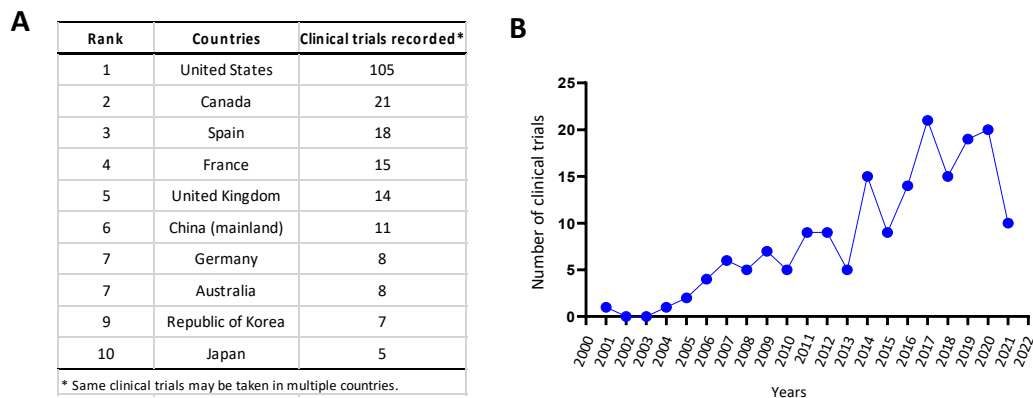 A
Rank Countries Clinical trials recorded*
1 United States 105
2 Canada 21
3 Spain 18
4 France 15
5 United Kingdom 14
6 China (mainland) 11
7 Germany 8
7 Australia 8
9 Republic of Korea 7
10 Japan 5
* Same clinical trials may be taken in multiple countries.
B
Number of clinical trials
25
20
15
10
5
0
2000 2001 2002 2003 2004 2005 2006 2007 2008 2009 2010 2011 2012 2013 2014 2015 2016 2017 2018 2019 2020 2021 2022
Years